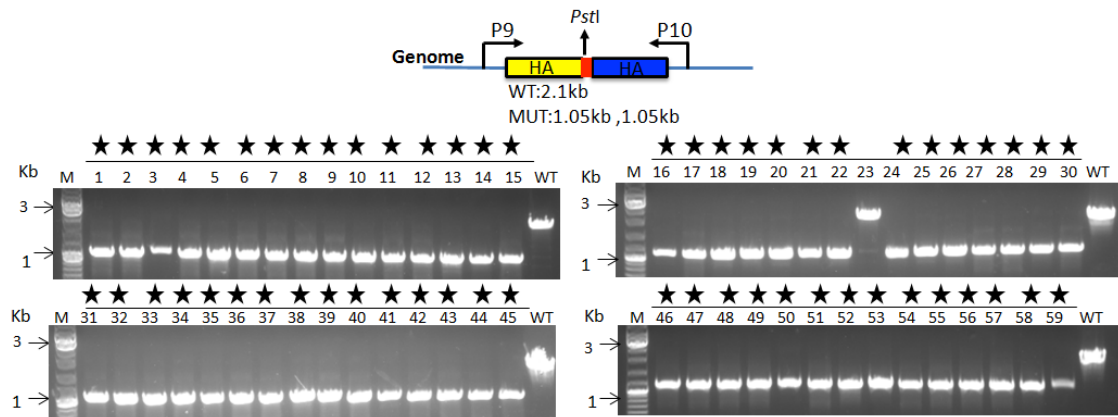 PstI
P9 P10
Genome
HA HA
WT:2.1kb
MUT:1.05kb ,1.05kb
Kb M 1 2 3 4 5 6 7 8 9 10 11 12 13 14 15 WT
3
1
Kb M 16 17 18 19 20 21 22 23 24 25 26 27 28 29 30 WT
3
1
Kb M 31 32 33 34 35 36 37 38 39 40 41 42 43 44 45 WT
3
1
Kb M 46 47 48 49 50 51 52 53 54 55 56 57 58 59 WT
3
1